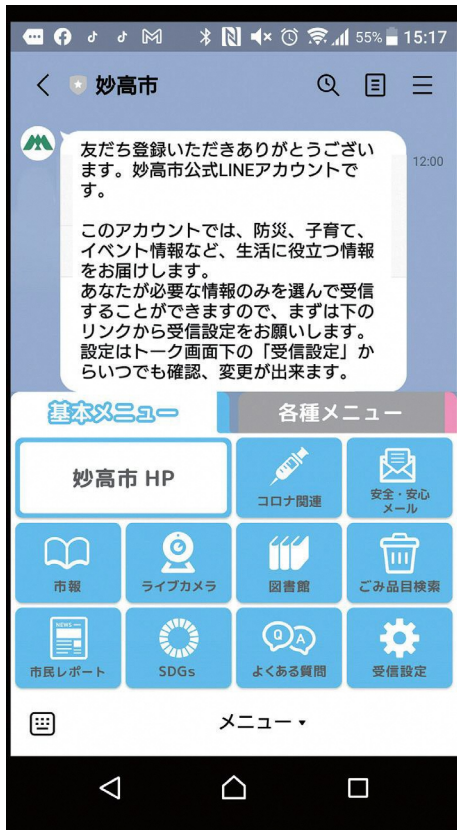 55% 15:17
妙高市
友だち登録いただきありがとうござい
ます。妙高市公式LINEアカウントで
す。
12:00
このアカウントでは、防災、子育て、
イベント情報など、生活に役立つ情報
をお届けします。
あなたが必要な情報のみを選んで受信
することができますので、まずは下の
リンクから受信設定をお願いします。
設定はトーク画面下の「受信設定」か
らいつでも確認、変更が出来ます。
基本メニュー 各種メニュー
妙高市 HP
コロナ関連
安全・安心
メール
市報
ライブカメラ
図書館
ごみ品目検索
NEWS
市民レポート
SDGs
Q A
よくある質問
受信設定
メニュー▾